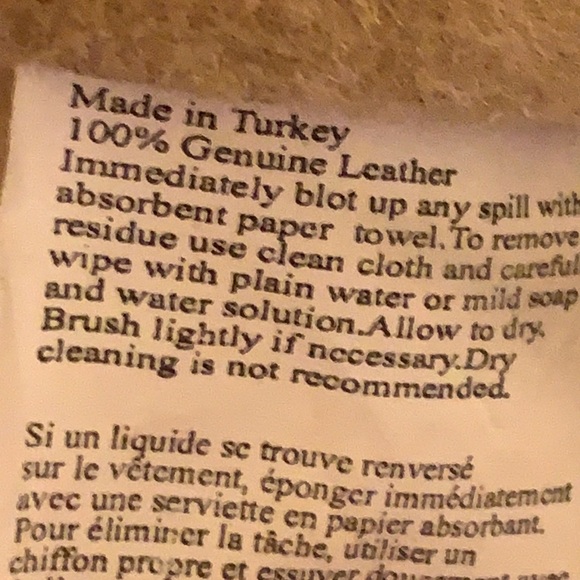 Made in Turkey
100% Genuine Leather
Immediately blot up any spill with
absorbent paper towel. To remove
residue use clean cloth and careful
wipe with plain water or mild soap
and water solution.Allow to dry.
Brush lightly if necessary.Dry
cleaning is not recommended.
Si un liquide se trouve renversé
sur le vêtement, éponger immédiatement
avec une serviette en papier absorbant.
Pour éliminer la tâche, utiliser un
chiffon propre et essuyer